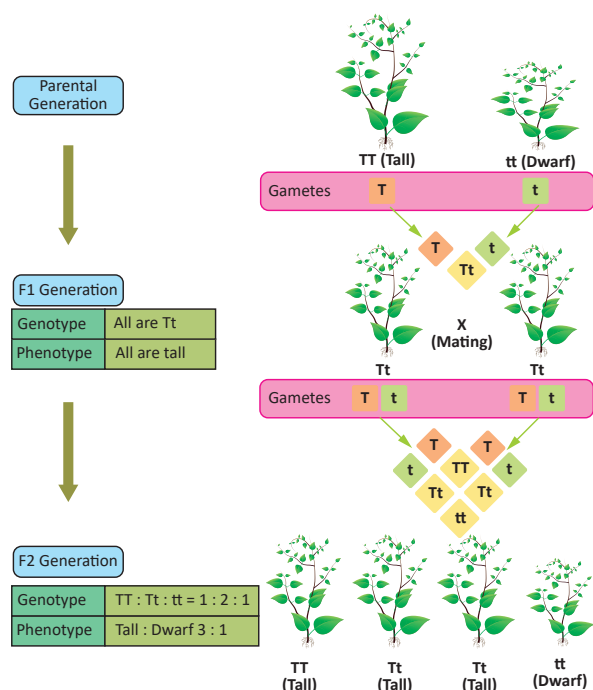 Parental
Generation
TT (Tall)
tt (Dwarf)
Gametes
T
t
T
t
Tt
F1 Generation
Genotype
All are Tt
Phenotype
All are tall
X
(Mating)
Tt
Tt
Gametes
T
t
T
t
T
T
t
TT
t
Tt
Tt
tt
F2 Generation
Genotype
TT : Tt : tt = 1 : 2 : 1
Phenotype
Tall : Dwarf 3 : 1
TT
(Tall)
Tt
(Tall)
Tt
(Tall)
tt
(Dwarf)